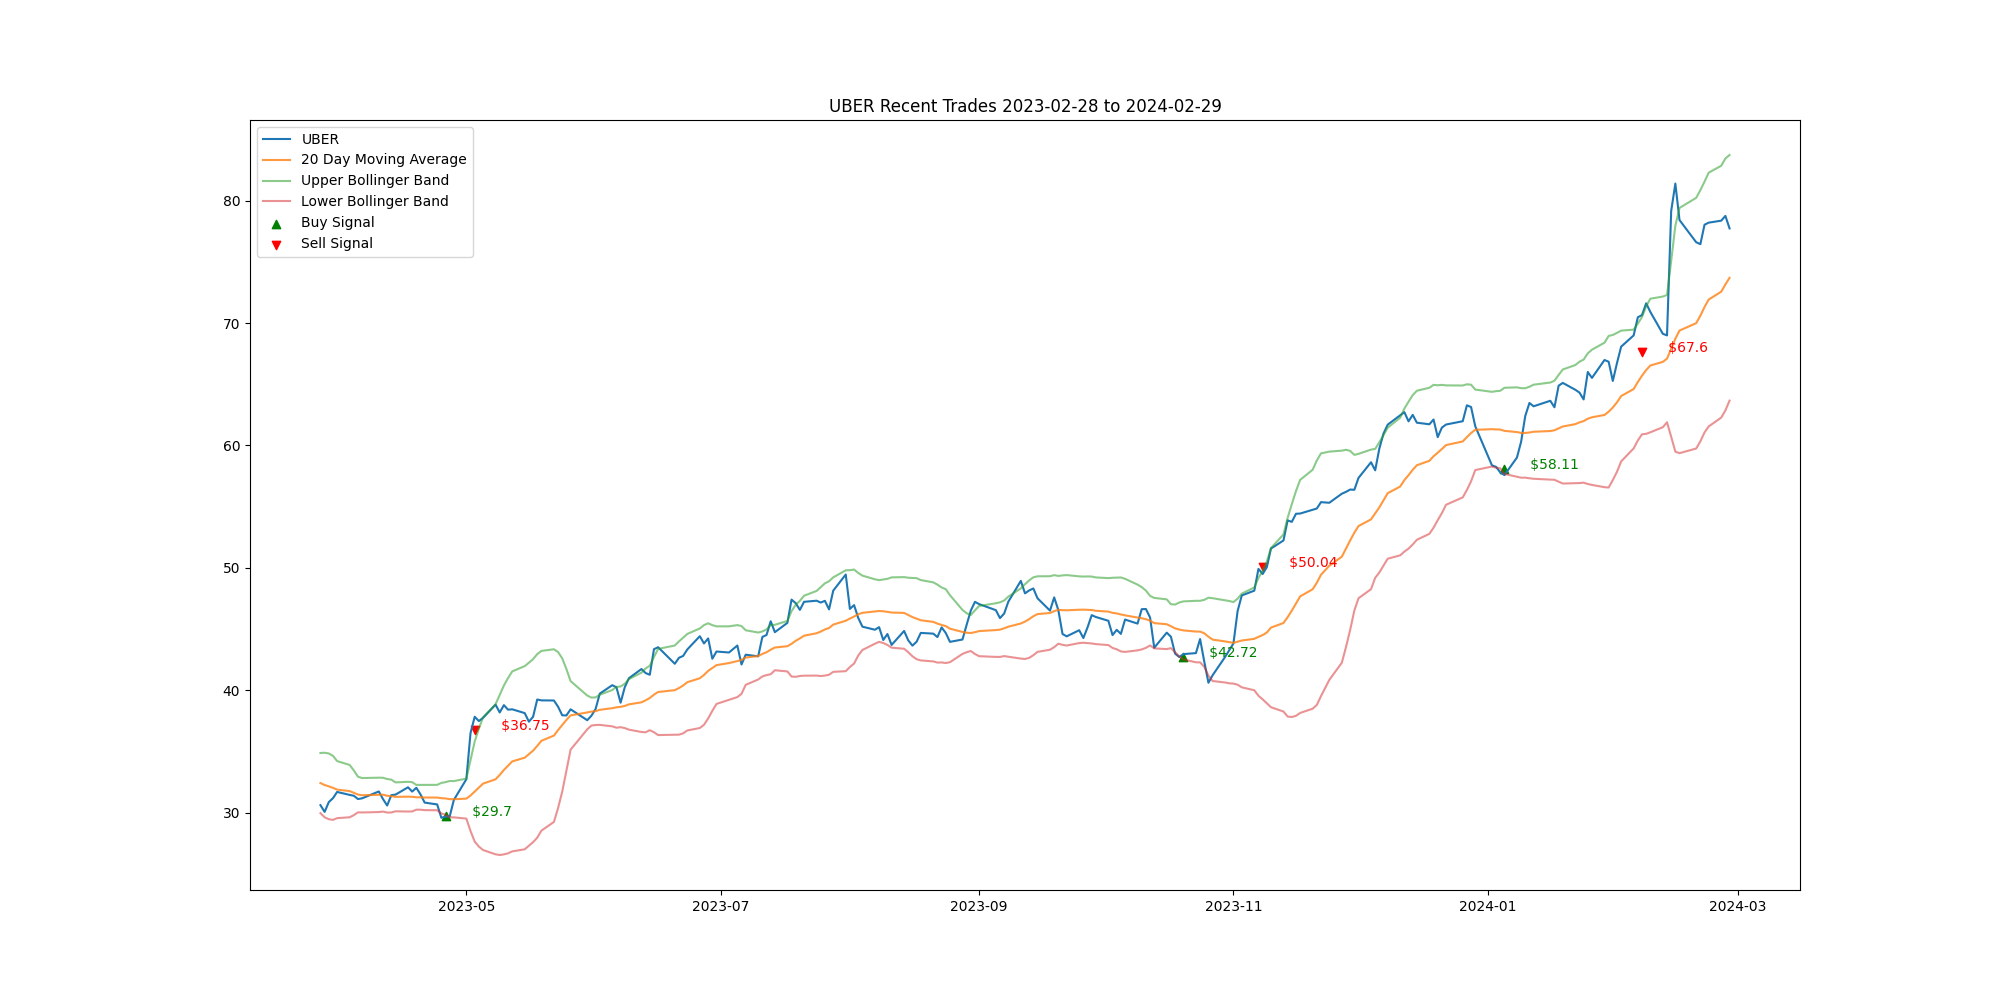 UBER Recent Trades 2023-02-28 to 2024-02-29
UBER
20 Day Moving Average
Upper Bollinger Band
Lower Bollinger Band
Buy Signal
Sell Signal
80
70
60
50
40
30
$67.6
$58.11
$50.04
$42.72
$36.75
$29.7
2023-05
2023-07
2023-09
2023-11
2024-01
2024-03